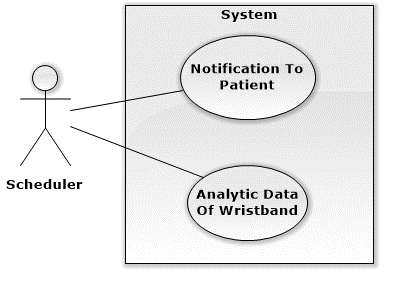 System
Notification To
Patient
Scheduler
Analytic Data
Of Wristband